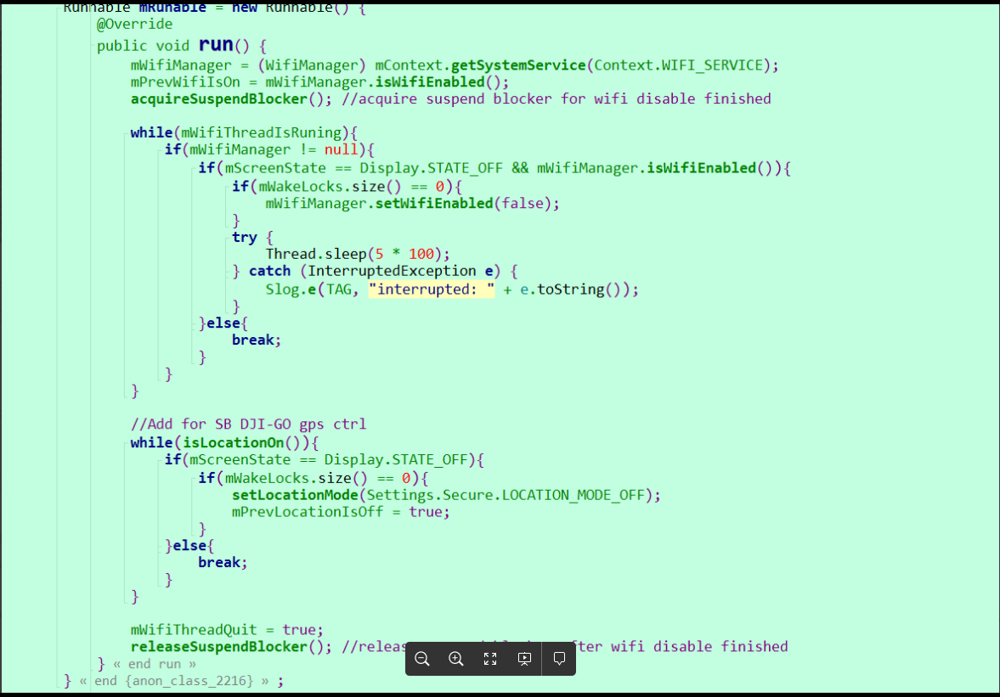 Runnable mRunable = new Runnable() {
@Override
public void run() {
mWifiManager = (WifiManager) mContext.getSystemService(Context.WIFI_SERVICE);
mPrevWifiIsOn = mWifiManager.isWifiEnabled();
acquireSuspendBlocker(); //acquire suspend blocker for wifi disable finished
while(mWifiThreadIsRuning){
if(mWifiManager != null){
if(mScreenState == Display.STATE_OFF && mWifiManager.isWifiEnabled()){
if(mWakeLocks.size() == 0){
mWifiManager.setWifiEnabled(false);
}
try {
Thread.sleep(5 * 100);
} catch (InterruptedException e) {
Slog.e(TAG, "interrupted: " + e.toString());
}
}else{
break;
}
}
}
//Add for SB DJI-GO gps ctrl
while(isLocationOn()){
if(mScreenState == Display.STATE_OFF){
if(mWakeLocks.size() == 0){
setLocationMode(Settings.Secure.LOCATION_MODE_OFF);
mPrevLocationIsOff = true;
}
}else{
break;
}
}
mWifiThreadQuit = true;
releaseSuspendBlocker(); //releas ter wifi disable finished
} « end run »
} « end {anon_class_2216} » ;